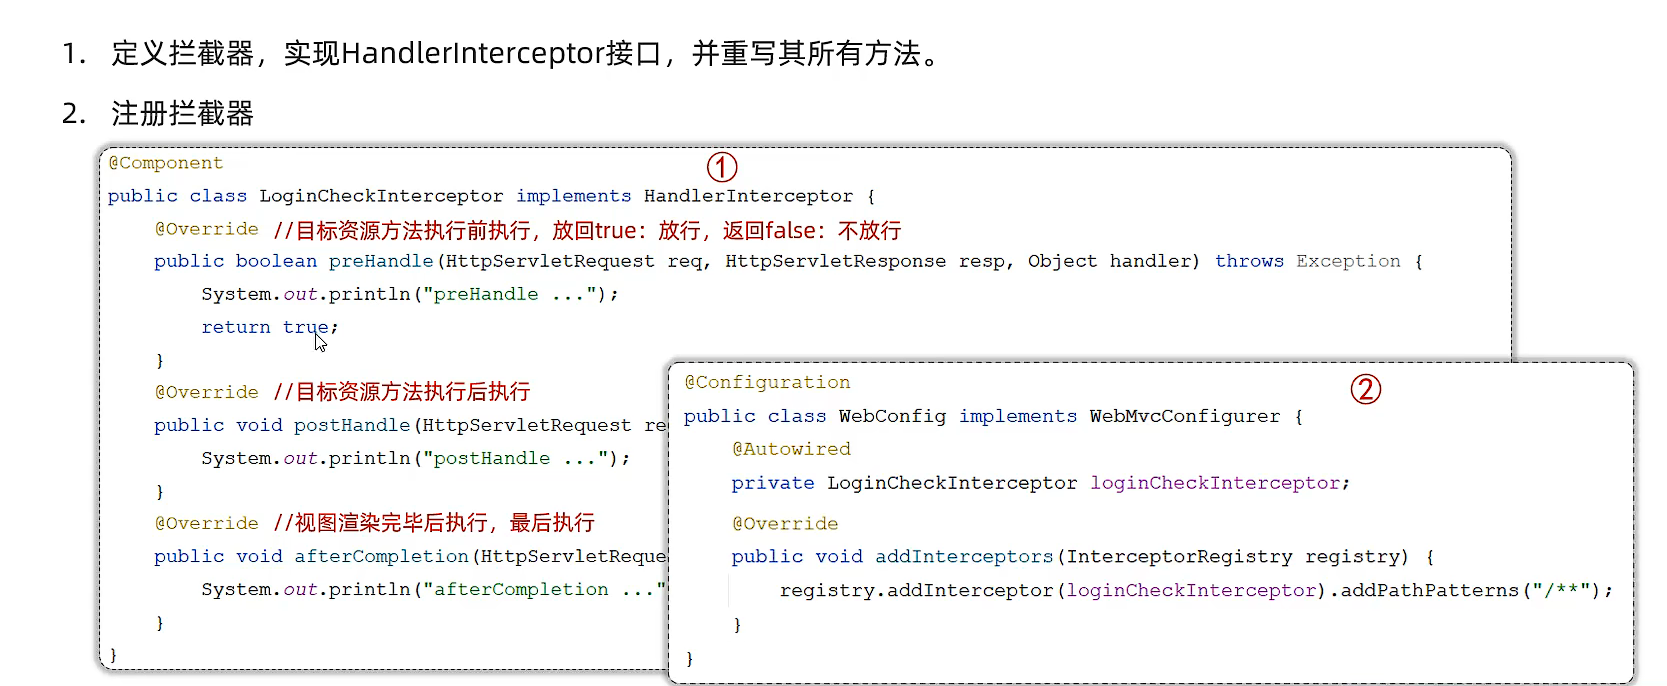 1. 定义拦截器，实现HandlerInterceptor接口，并重写其所有方法。
2. 注册拦截器
@Component
①
public class LoginCheckInterceptor implements HandlerInterceptor {
@Override //目标资源方法执行前执行，放回true：放行，返回false：不放行
public boolean preHandle(HttpServletRequest req, HttpServletResponse resp, Object handler) throws Exception {
System.out.println("preHandle ...");
return true;
}
@Override //目标资源方法执行后执行
public void postHandle(HttpServletRequest re
System.out.println("postHandle ...");
}
@Override //视图渲染完毕后执行，最后执行
public void afterCompletion(HttpServletReque
System.out.println("afterCompletion ..."
}
}
@Configuration
②
public class WebConfig implements WebMvcConfigurer {
@Autowired
private LoginCheckInterceptor loginCheckInterceptor;
@Override
public void addInterceptors(InterceptorRegistry registry) {
registry.addInterceptor(loginCheckInterceptor).addPathPatterns("/**");
}
}